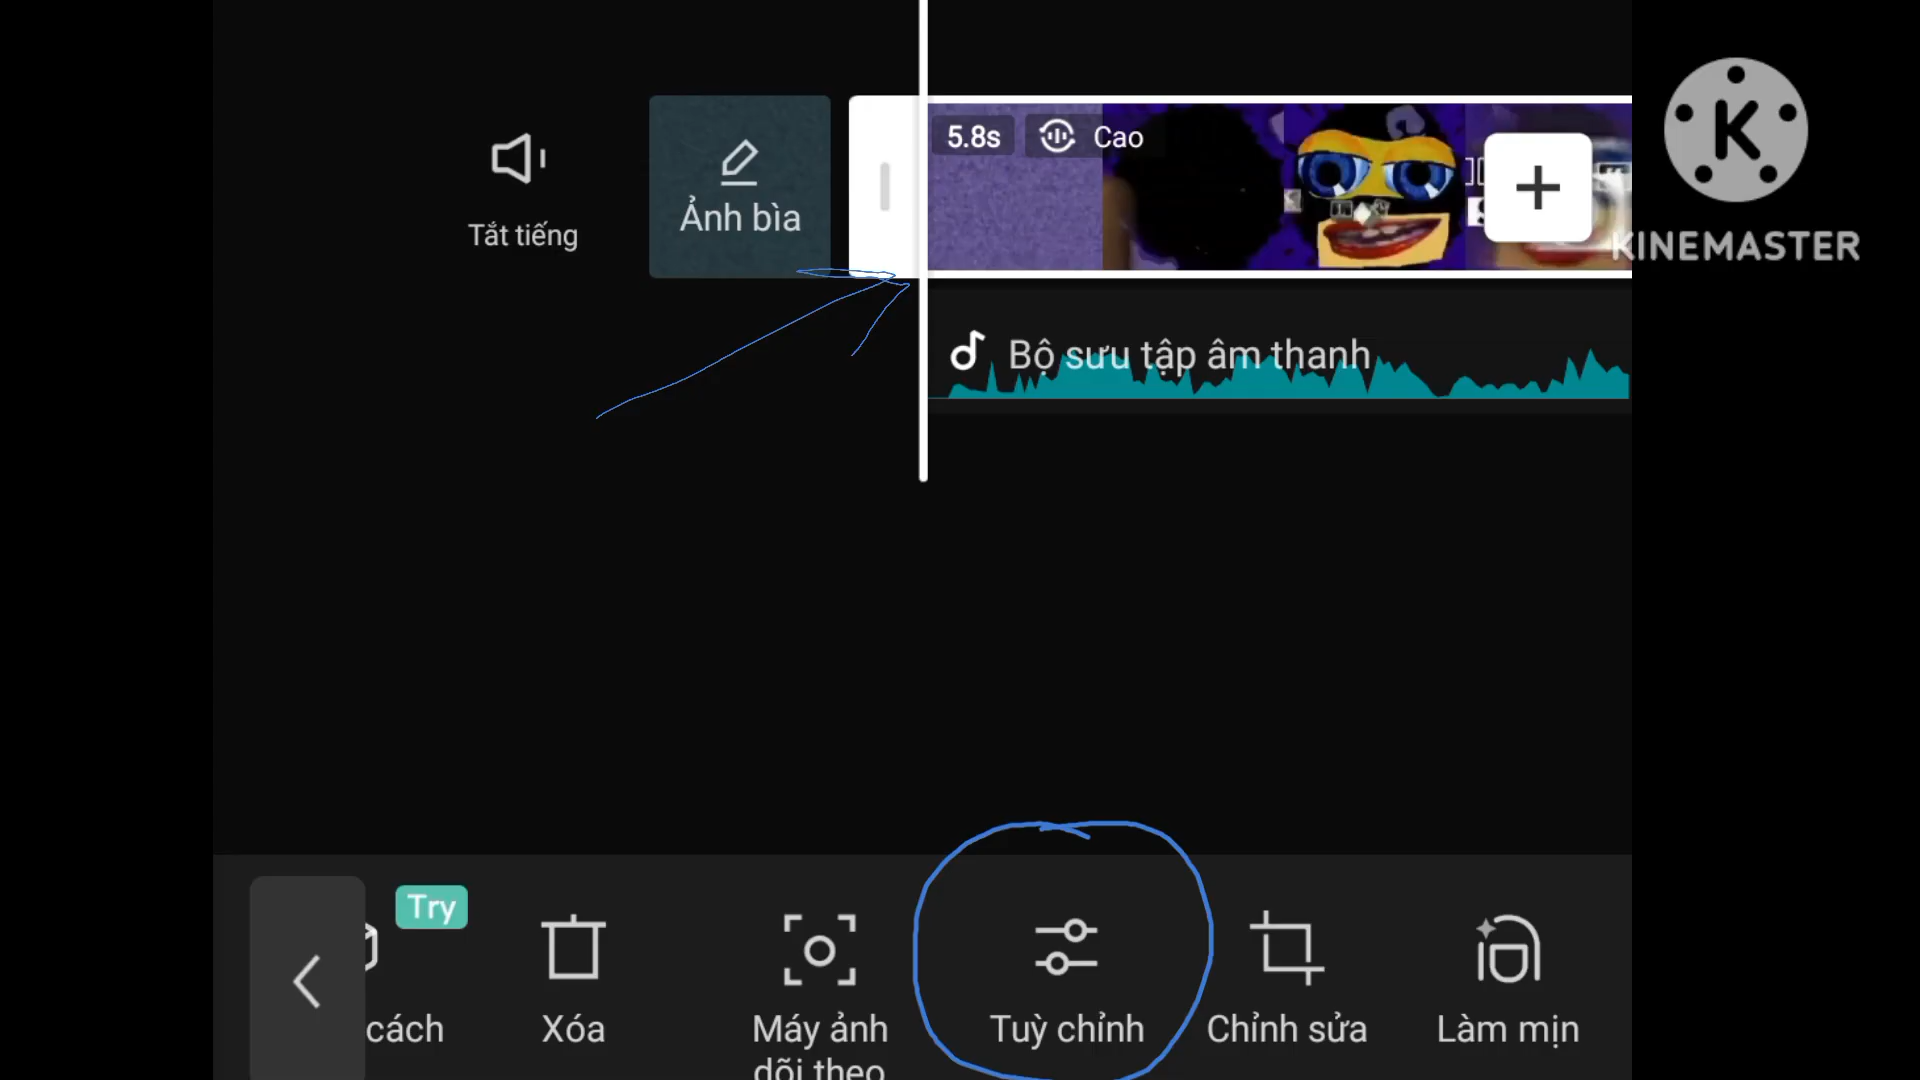 5.8s
Cao
Ảnh bìa
Tắt tiếng
KINEMASTER
Bộ sưu tập âm thanh
Try
cách
Xóa
Máy ảnh
dõi theo
Tuỳ chỉnh
Chỉnh sửa
Làm mịn